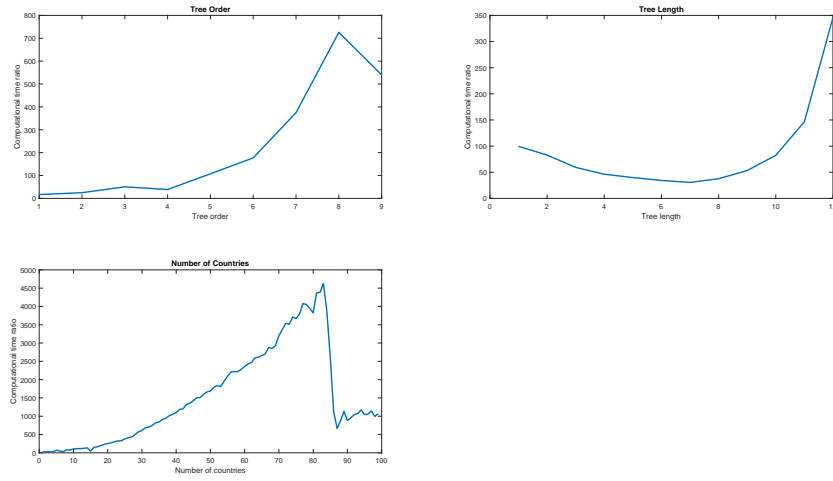 Tree Order
800
700
600
500
400
300
200
100
0
Computational time ratio
1 2 3 4 5 6 7 8 9
Tree order
Tree Length
350
300
250
200
150
100
50
0
Computational time ratio
0 2 4 6 8 10
Tree length
Number of Countries
5000
4500
4000
3500
3000
2500
2000
1500
1000
500
0
Computational time ratio
0 10 20 30 40 50 60 70 80 90 100
Number of countries